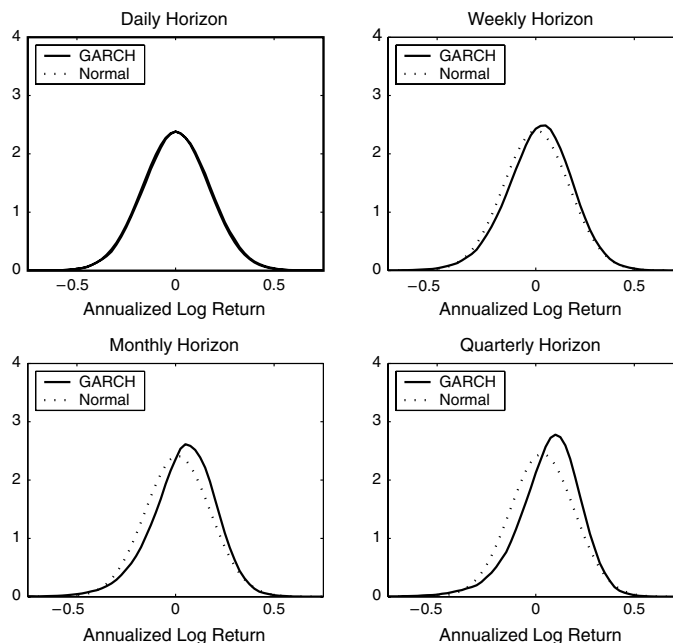 Daily Horizon
4
3
2
1
0
GARCH
Normal
−0.5 0 0.5
Annualized Log Return
Weekly Horizon
4
3
2
1
0
GARCH
Normal
−0.5 0 0.5
Annualized Log Return
Monthly Horizon
4
3
2
1
0
GARCH
Normal
−0.5 0 0.5
Annualized Log Return
Quarterly Horizon
4
3
2
1
0
GARCH
Normal
−0.5 0 0.5
Annualized Log Return